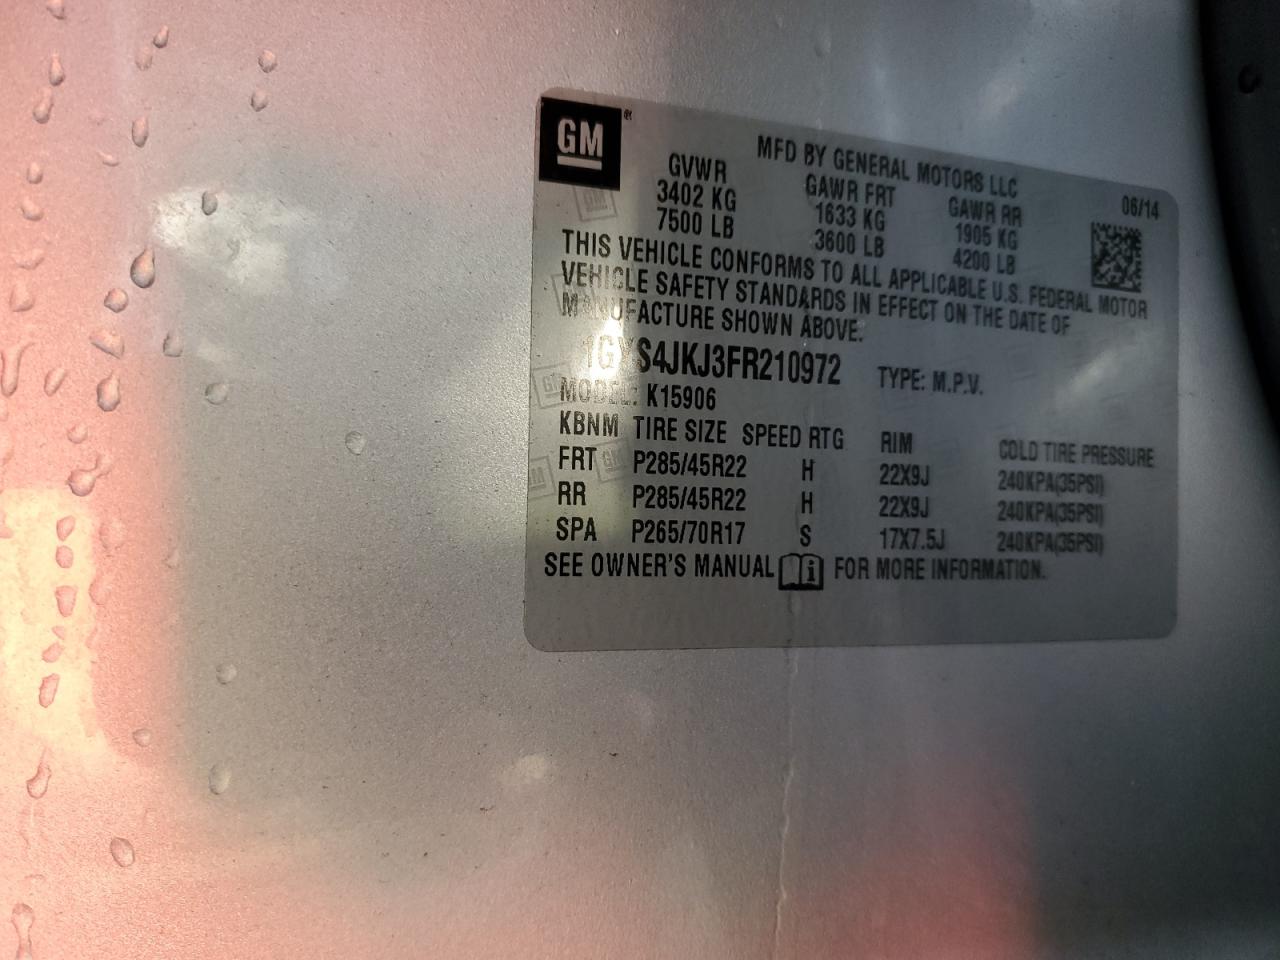 GM
MFD BY GENERAL MOTORS LLC
GVWR GAWR FRT GAWR RR 06/14
3402 KG 1633 KG 1905 KG
7500 LB 3600 LB 4200 LB
THIS VEHICLE CONFORMS TO ALL APPLICABLE U.S. FEDERAL MOTOR
VEHICLE SAFETY STANDARDS IN EFFECT ON THE DATE OF
MANUFACTURE SHOWN ABOVE.
1GYS4JKJ3FR210972 TYPE: M.P.V.
MODEL: K15906
KBNM TIRE SIZE SPEED RTG RIM COLD TIRE PRESSURE
FRT P285/45R22 H 22X9J 240KPA(35PSI)
RR P285/45R22 H 22X9J 240KPA(35PSI)
SPA P265/70R17 S 17X7.5J 240KPA(35PSI)
SEE OWNER'S MANUAL FOR MORE INFORMATION.